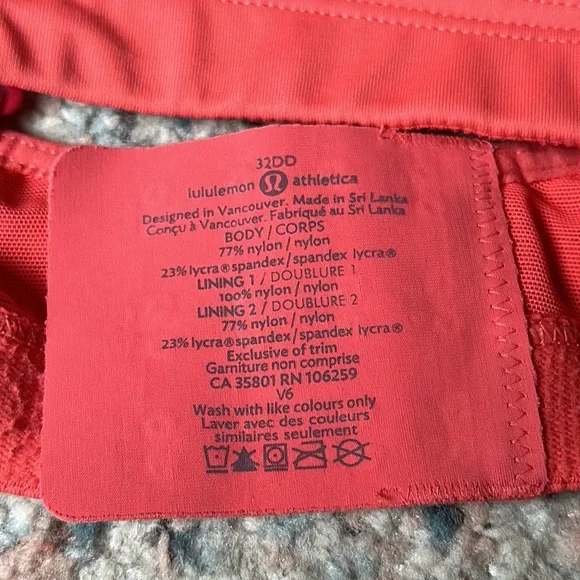 32DD
lululemon athletica
Designed in Vancouver. Made in Sri Lanka
Conçu à Vancouver. Fabriqué au Sri Lanka
BODY / CORPS
77% nylon / nylon
23% lycra® spandex/spandex lycra®
LINING 1 / DOUBLURE 1
100% nylon / nylon
LINING 2 / DOUBLURE 2
77% nylon / nylon
23% lycra® spandex/spandex lycra®
Exclusive of trim
Garniture non comprise
CA 35801 RN 106259
V6
Wash with like colours only
Laver avec des couleurs
similaires seulement